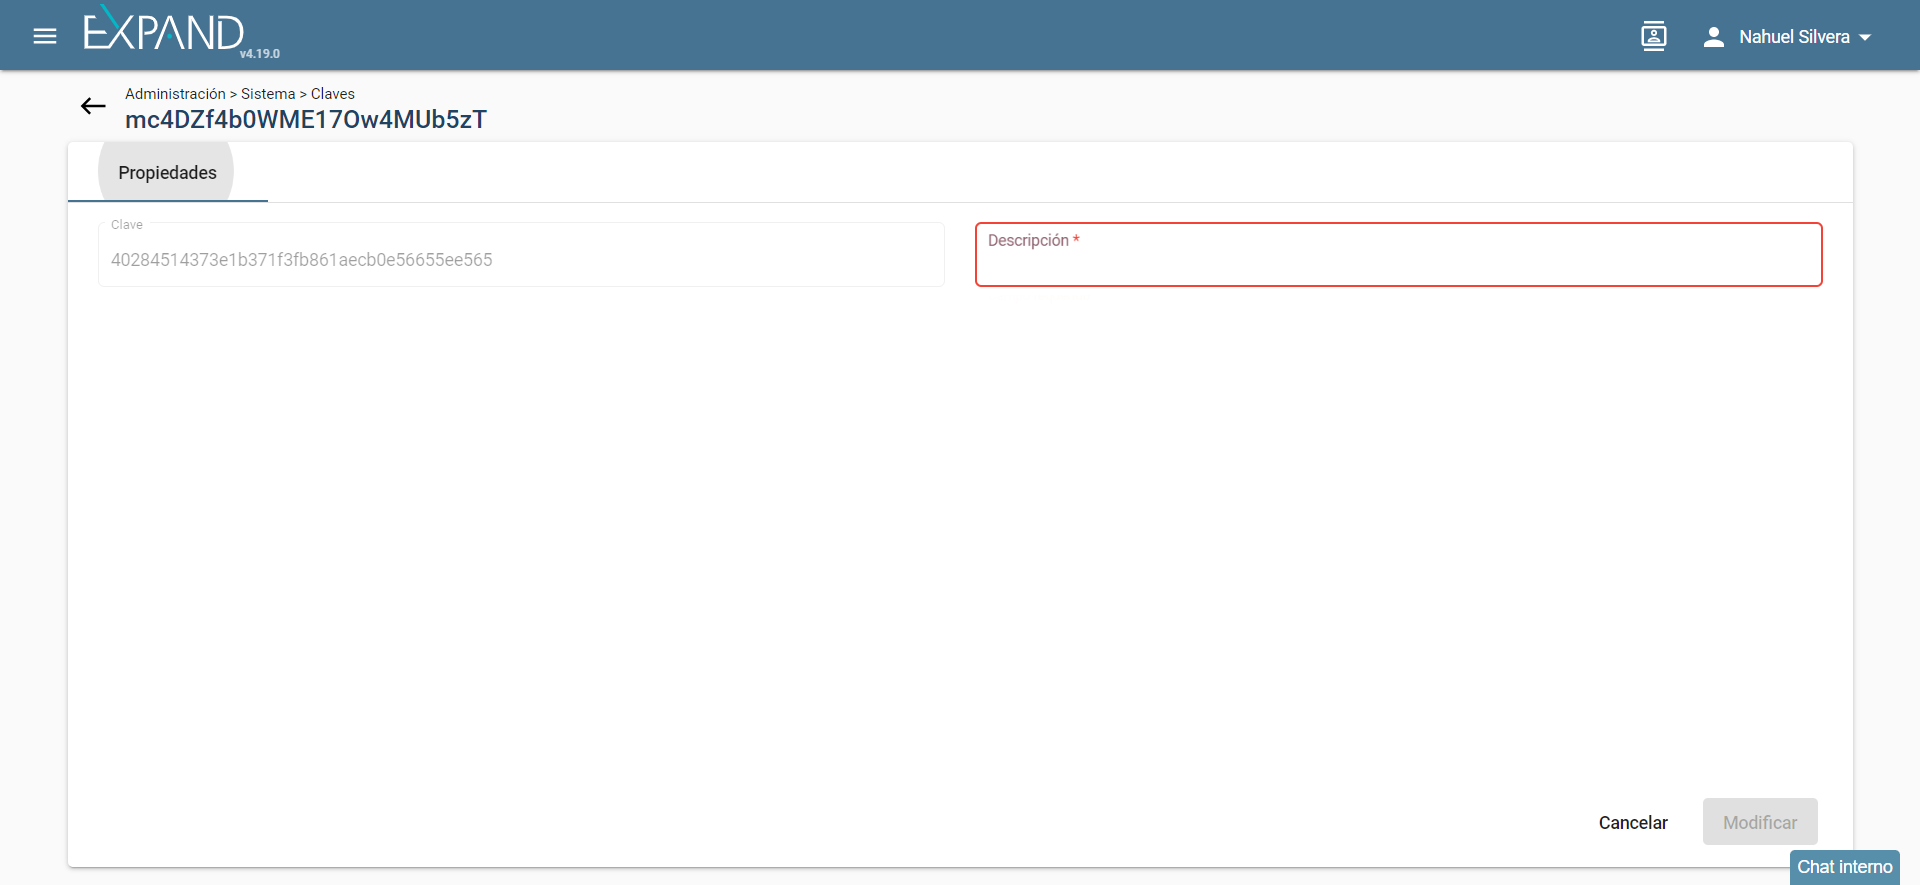 EXPAND
v4.19.0
Nahuel Silvera
Administración > Sistema > Claves
mc4DZf4b0WME17Ow4MUb5zT
Propiedades
Clave
40284514373e1b371f3fb861aecb0e56655ee565
Descripción *
Cancelar
Modificar
Chat interno